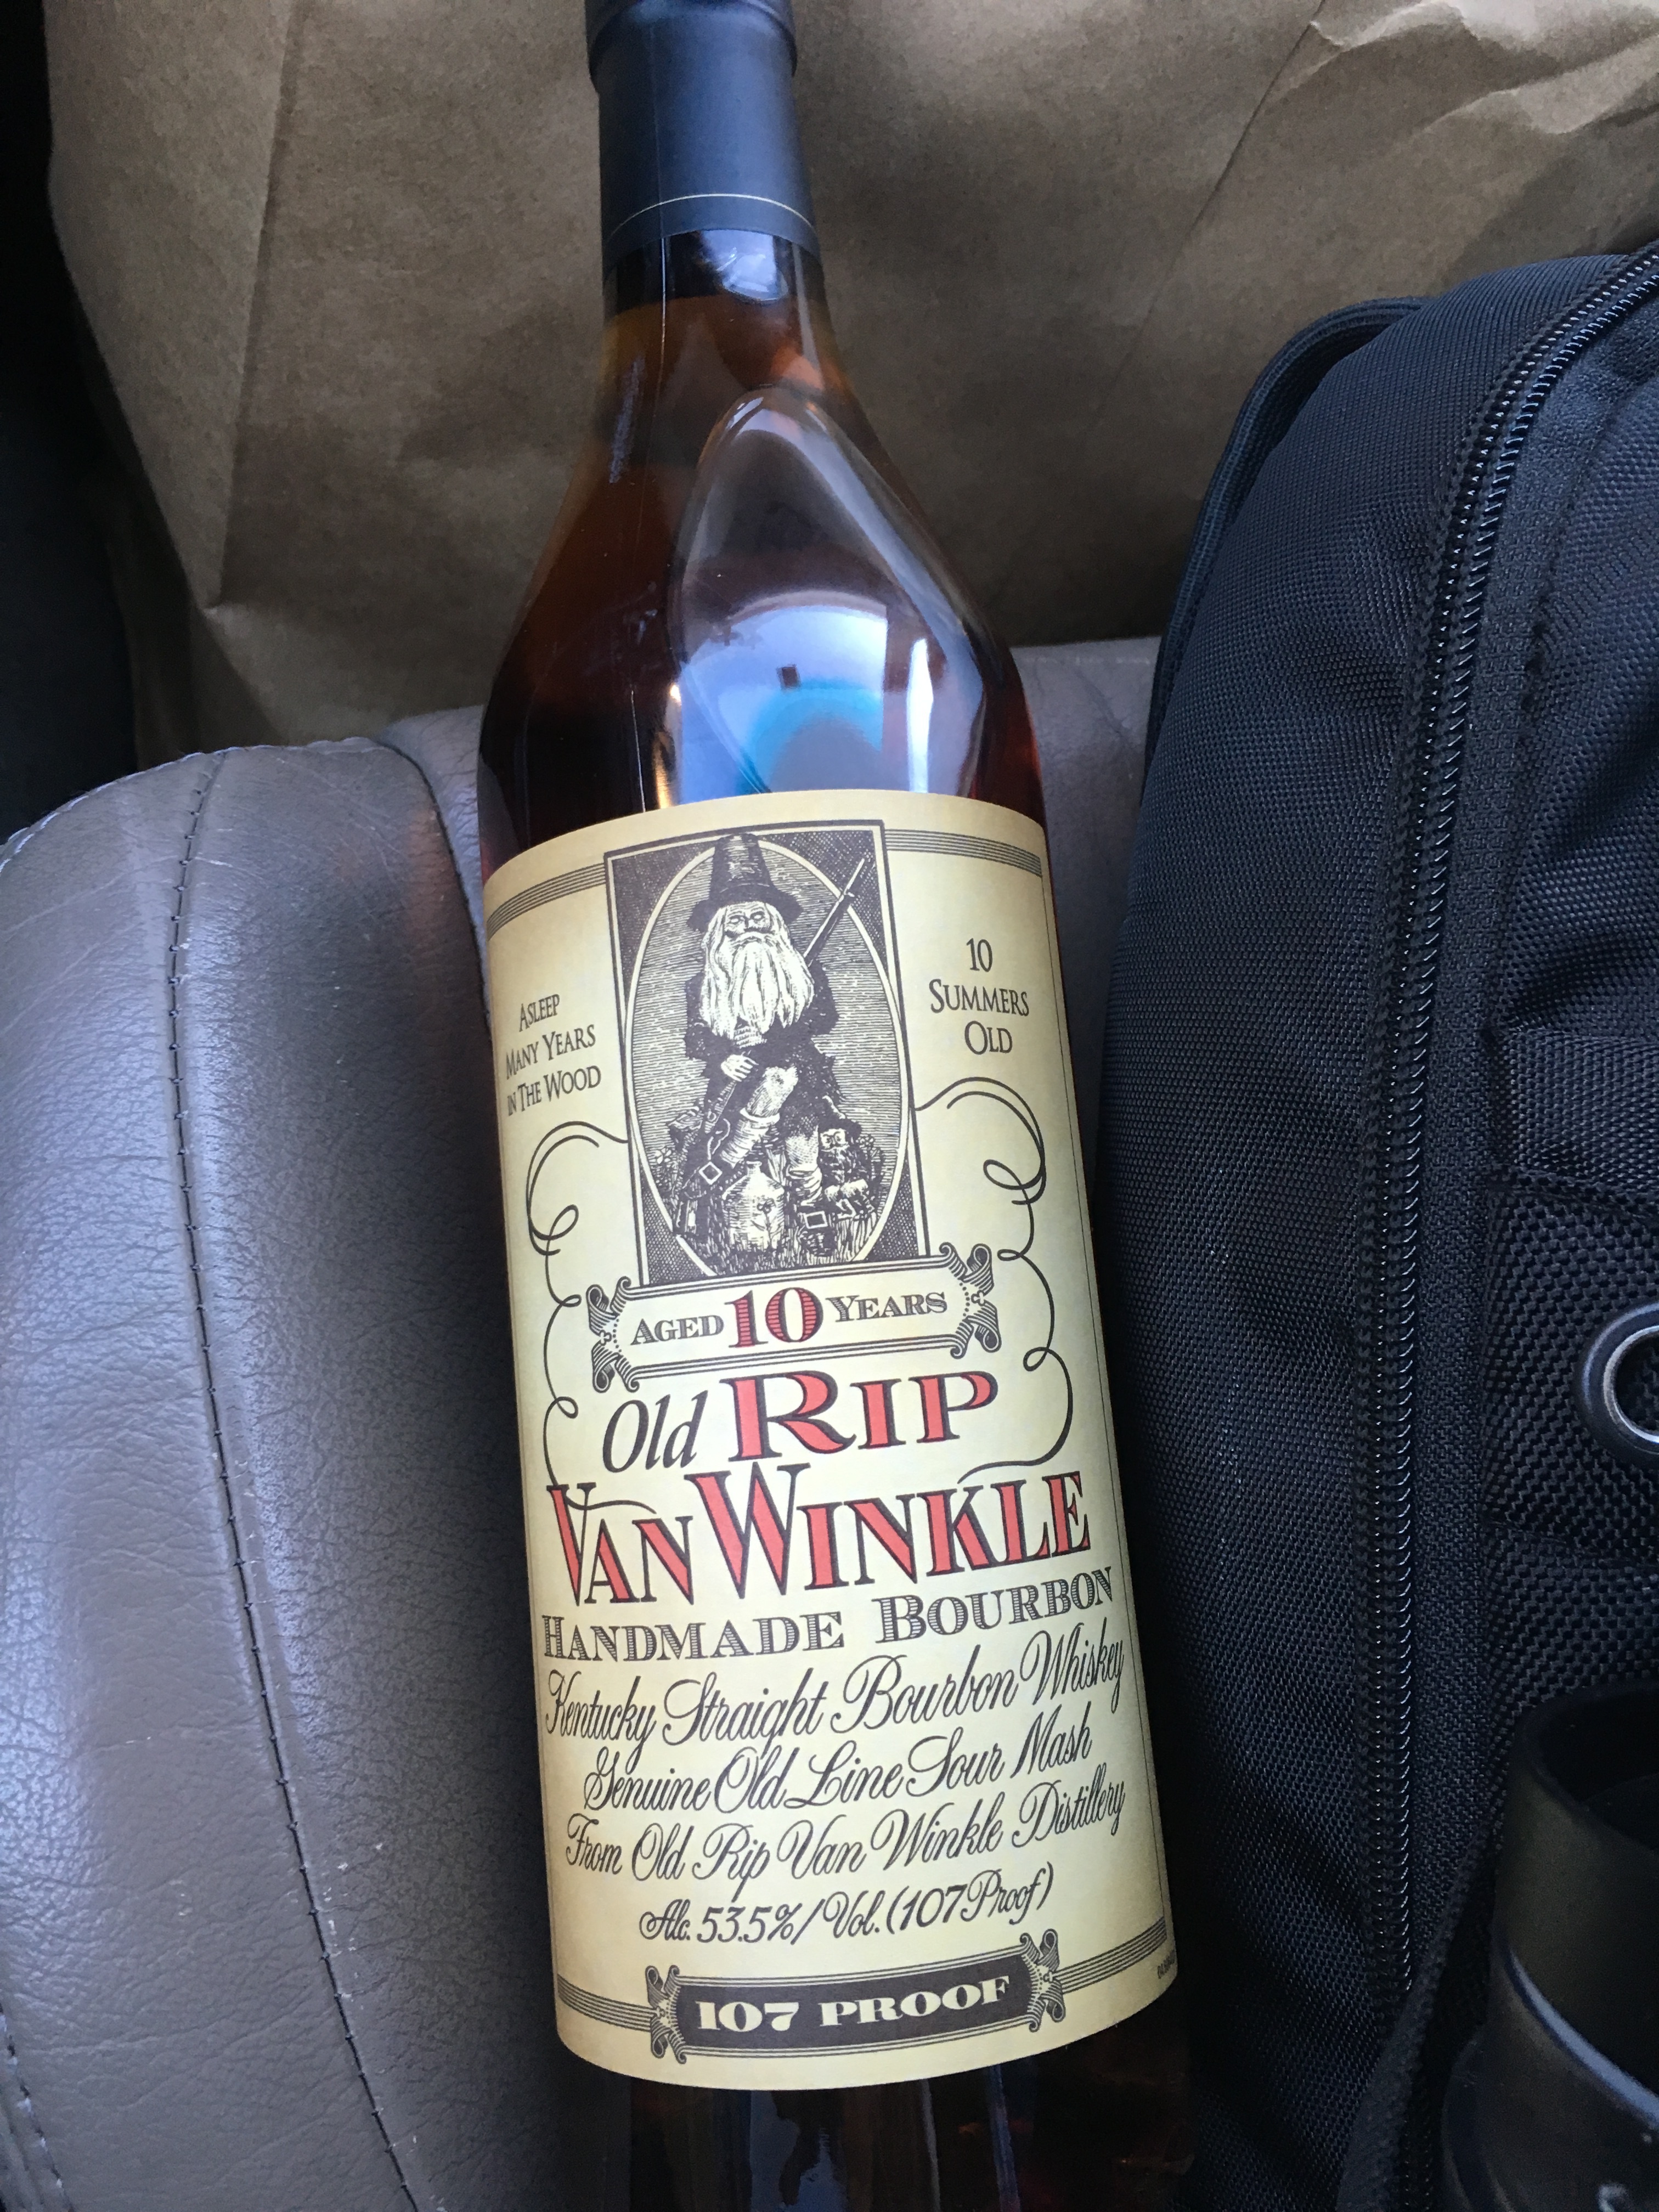 ASLEEP
MANY YEARS
IN THE WOOD
10
SUMMERS
OLD
AGED 10 YEARS
Old RIP
VAN WINKLE
HANDMADE BOURBON
Kentucky Straight Bourbon Whiskey
Genuine Old Line Sour Mash
From Old Rip Van Winkle Distillery
Alc. 53.5%/Vol. (107 Proof)
107 PROOF